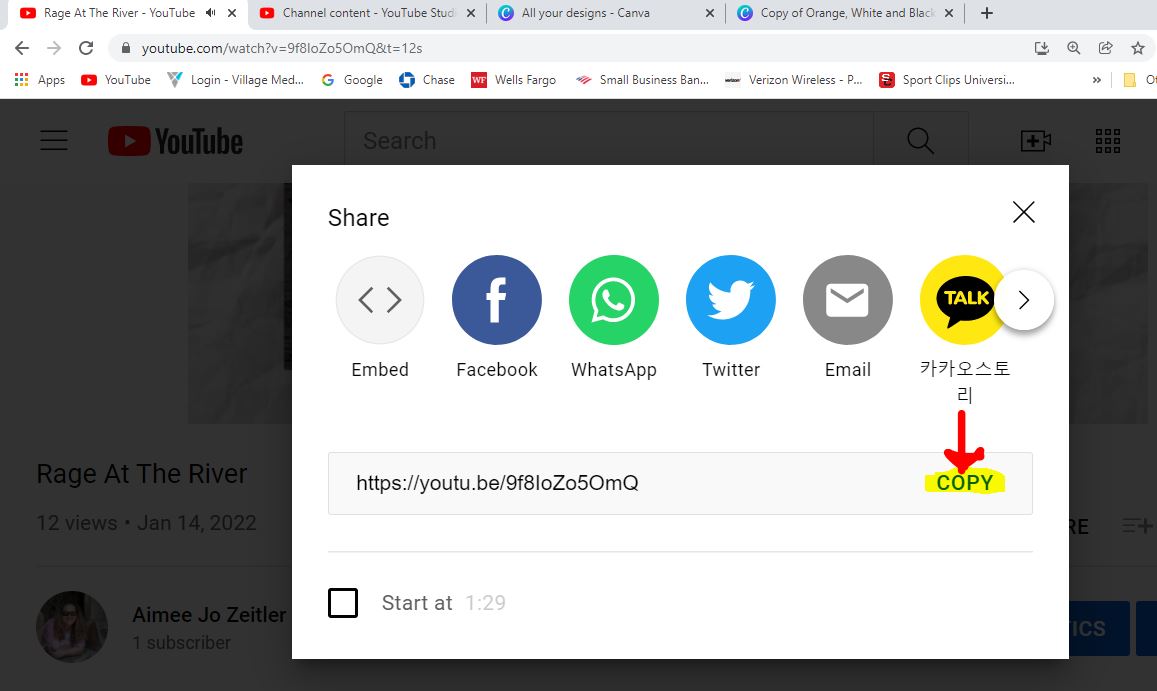 Rage At The River - YouTube
Channel content - YouTube Stud
All your designs - Canva
Copy of Orange, White and Black
youtube.com/watch?v=9f8IoZo5OmQ&t=12s
Apps
YouTube
Login - Village Med...
Google
Chase
WF
Wells Fargo
Small Business Ban...
Verizon Wireless - P...
Sport Clips Universi...
»
Ot
YouTube
Search
Share
TALK
Embed
Facebook
WhatsApp
Twitter
Email
카카오스토
리
https://youtu.be/9f8IoZo5OmQ
COPY
Rage At The River
12 views • Jan 14, 2022
RE
Start at 1:29
Aimee Jo Zeitler
1 subscriber
ICS